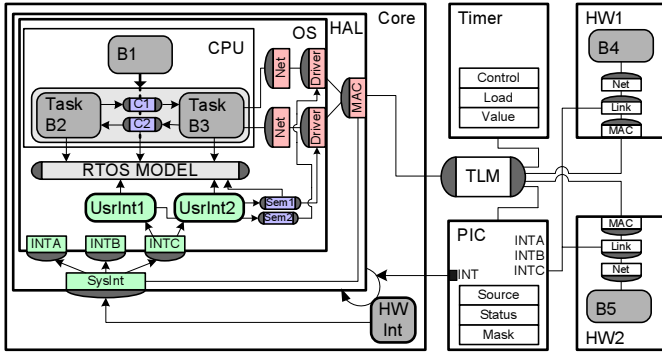 Core
HAL
OS
CPU
B1
Task
B2
C1
C2
Task
B3
Net
Driver
Net
Driver
MAC
RTOS MODEL
UsrInt1
UsrInt2
Sem1
Sem2
INTA
INTB
INTC
SysInt
HW
Int
Timer
Control
Load
Value
TLM
PIC
INTA
INTB
INTC
INT
Source
Status
Mask
HW1
B4
Net
Link
MAC
MAC
Link
Net
B5
HW2